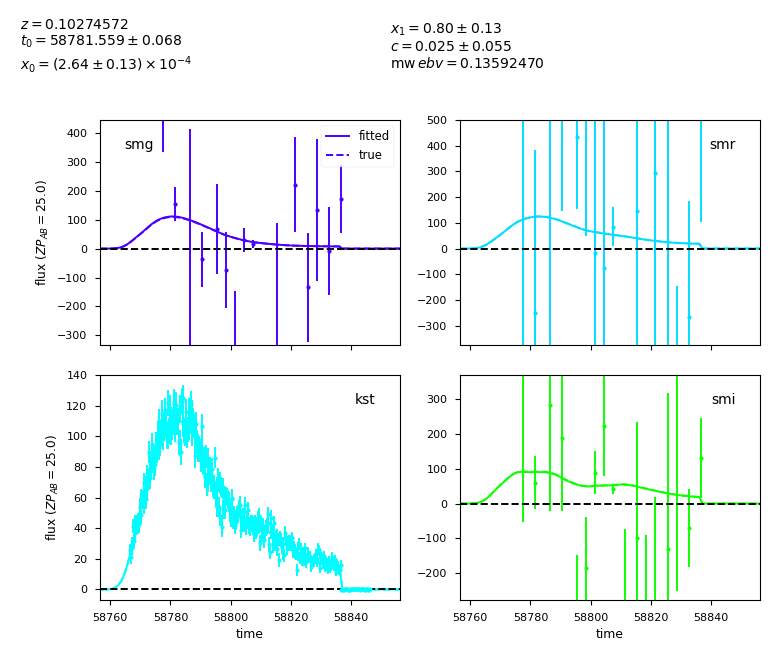 z = 0.10274572
t₀ = 58781.559 ± 0.068
x₀ = (2.64 ± 0.13) × 10⁻⁴
x₁ = 0.80 ± 0.13
c = 0.025 ± 0.055
mw ebv = 0.13592470
smg
fitted
true
400
300
200
100
0
−100
−200
−300
flux (ZP_AB = 25.0)
smr
500
400
300
200
100
0
−100
−200
−300
kst
140
120
100
80
60
40
20
0
flux (ZP_AB = 25.0)
58760 58780 58800 58820 58840
time
smi
300
200
100
0
−100
−200
58760 58780 58800 58820 58840
time